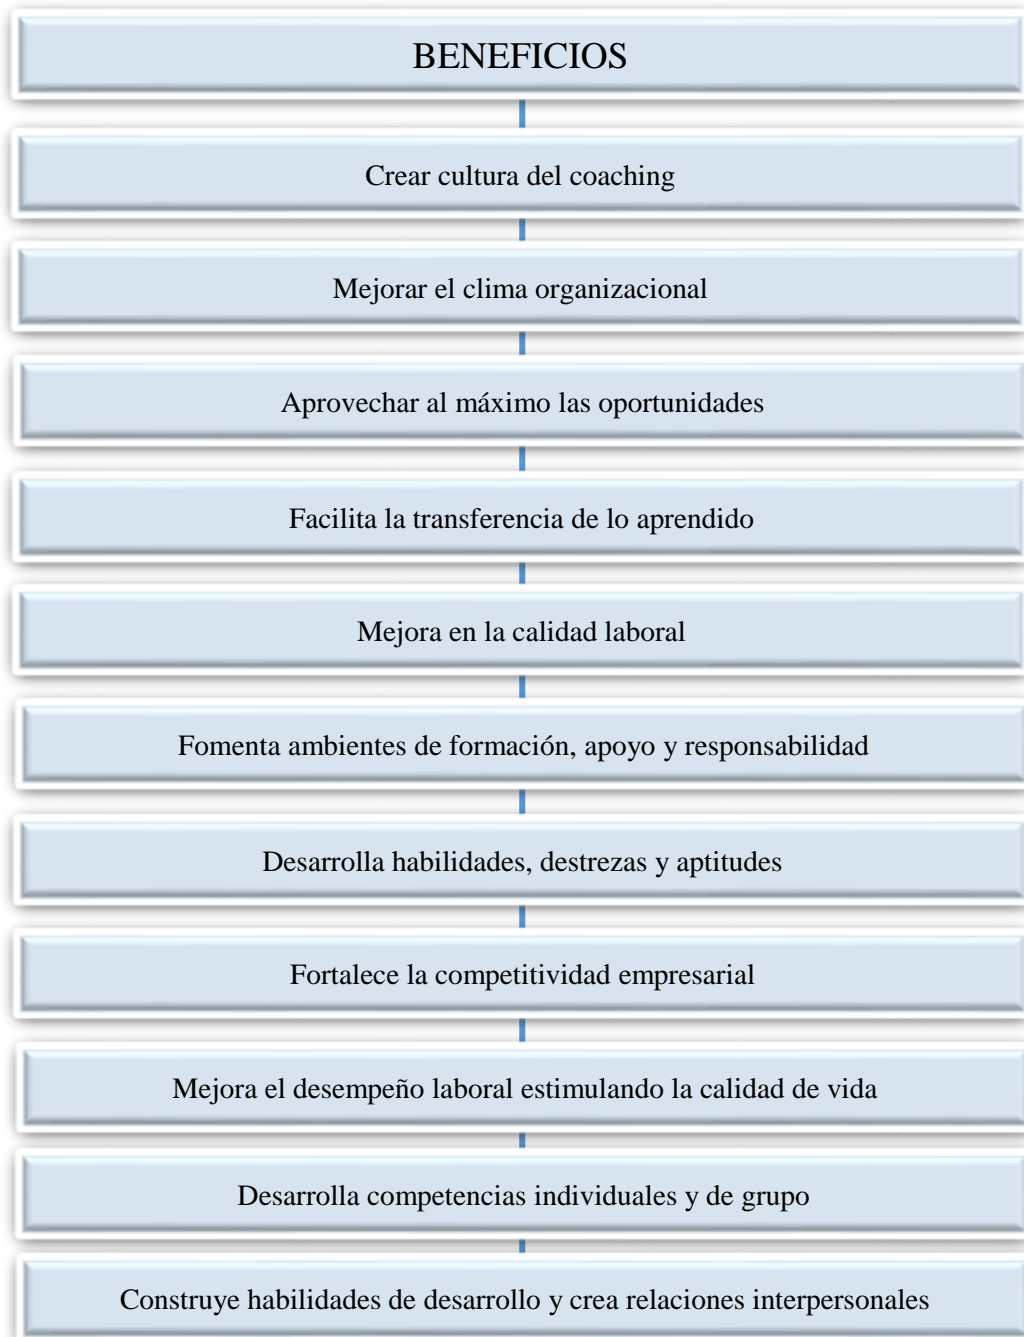 BENEFICIOS
Crear cultura del coaching
Mejorar el clima organizacional
Aprovechar al máximo las oportunidades
Facilita la transferencia de lo aprendido
Mejora en la calidad laboral
Fomenta ambientes de formación, apoyo y responsabilidad
Desarrolla habilidades, destrezas y aptitudes
Fortalece la competitividad empresarial
Mejora el desempeño laboral estimulando la calidad de vida
Desarrolla competencias individuales y de grupo
Construye habilidades de desarrollo y crea relaciones interpersonales